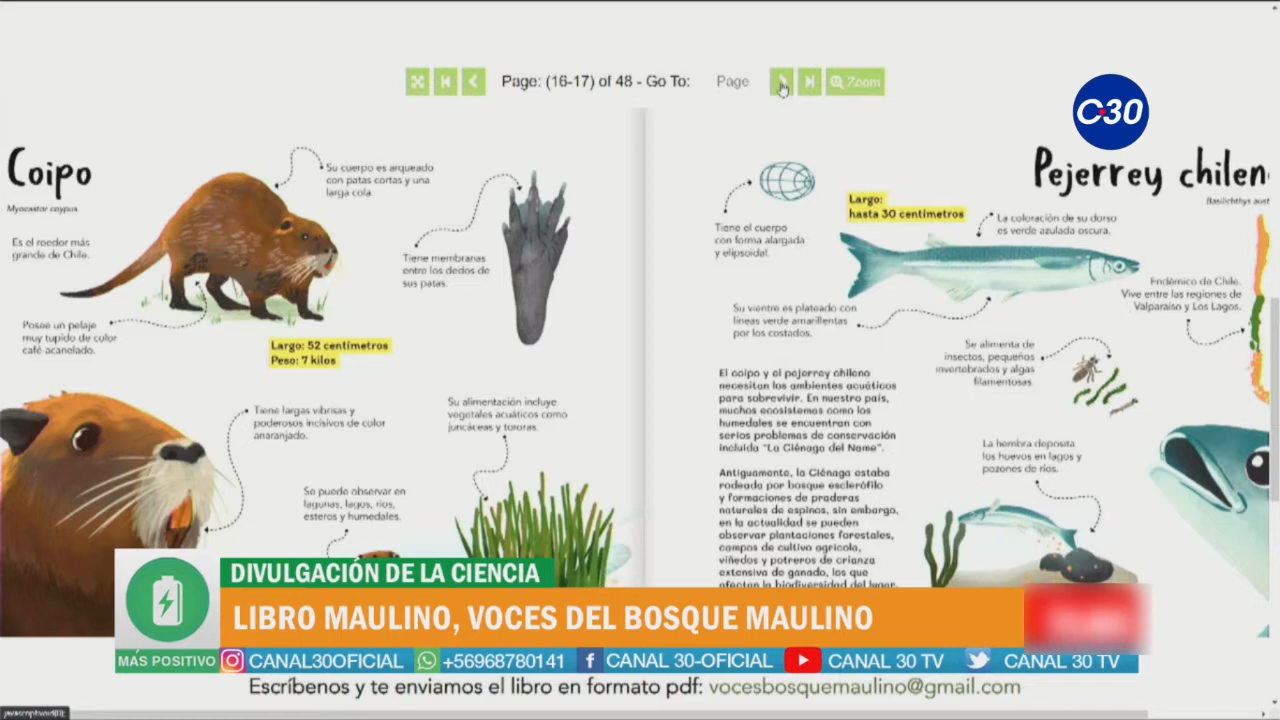 Page: (16-17) of 48 - Go To:
Page
Zoom
C30
Coipo
Myocastor coypus
Es el roedor más
grande de Chile.
Su cuerpo es arqueado
con patas cortas y una
larga cola.
Tiene membranas
entre los dedos de
sus patas.
Posee un pelaje
muy tupido de color
café acanelado.
Largo: 52 centímetros
Peso: 7 kilos
Tiene largas vibrisas y
poderosos incisivos de color
anaranjado.
Su alimentación incluye
vegetales acuáticos como
juncáceas y totoras.
Se puede observar en
lagunas, lagos, ríos,
esteros y humedales.
Pejerrey chilen
Basilichthys aust
Largo:
hasta 30 centímetros
Tiene el cuerpo
con forma alargada
y elipsoidal.
La coloración de su dorso
es verde azulada oscura.
Endémico de Chile.
Vive entre las regiones de
Valparaíso y Los Lagos.
Su vientre es plateado con
líneas verde amarillentas
por los costados.
Se alimenta de
insectos, pequeños
invertebrados y algas
filamentosas.
El coipo y el pejerrey chileno
necesitan los ambientes acuáticos
para sobrevivir. En nuestro país,
muchos ecosistemas como los
humedales se encuentran con
serios problemas de conservación
incluida "La Ciénaga del Name".
Antiguamente, la Ciénaga estaba
rodeada por bosque esclerófilo
y formaciones de praderas
naturales de espinos, sin embargo,
en la actualidad se pueden
observar plantaciones forestales,
campos de cultivo agrícola,
viñedos y potreros de crianza
extensiva de ganado, los que
afectan la biodiversidad del lugar.
La hembra deposita
los huevos en lagos y
pozones de ríos.
DIVULGACIÓN DE LA CIENCIA
LIBRO MAULINO, VOCES DEL BOSQUE MAULINO
MÁS POSITIVO
CANAL30OFICIAL
+56968780141
CANAL 30-OFICIAL
CANAL 30 TV
CANAL 30 TV
Escríbenos y te enviamos el libro en formato pdf: vocesbosquemaulino@gmail.com